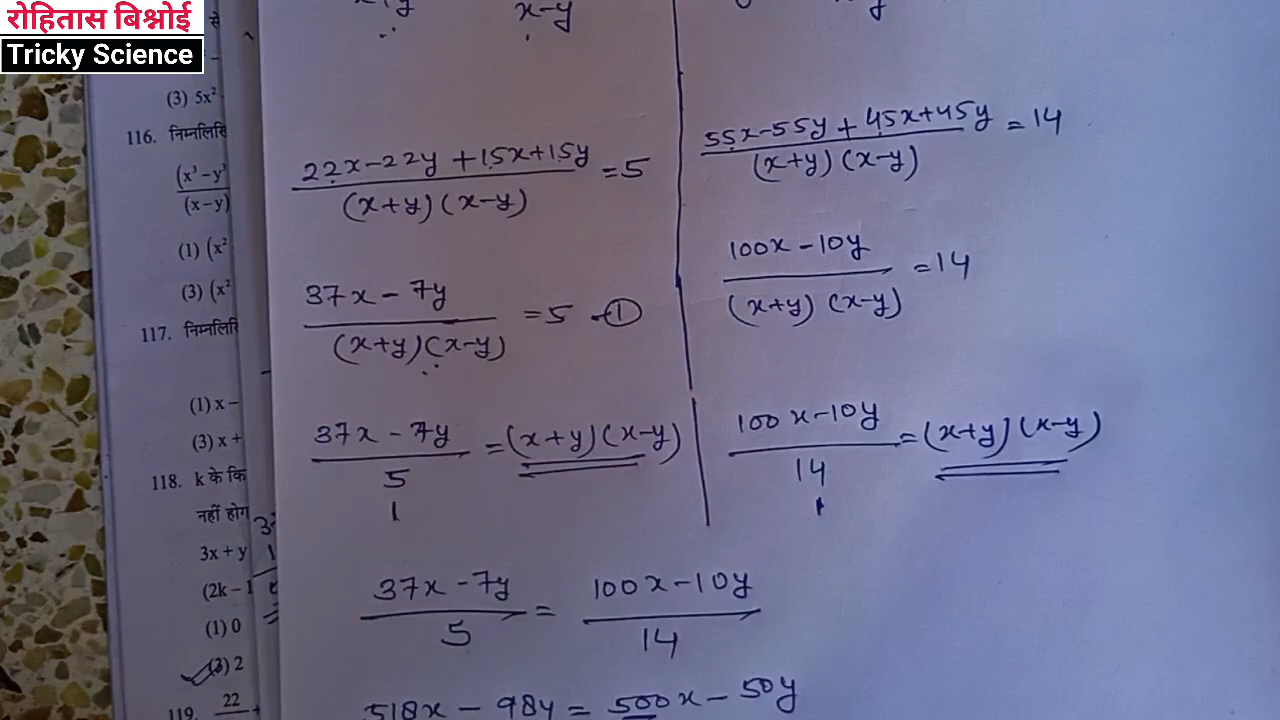 रोहितास बिश्नोई
Tricky Science
से
x-y
(3) 5x²
116. निम्नलिखि
(x³ – y³
(x – y)
(1) (x²
(3) (x²
117. निम्नलिखि
(1) x –
(3) x +
118. k के कि
नहीं होग
3x + y
(2k – 1
(1) 0
(3) 2
119. 22 +
22x-22y +15x+15y =5
(x+y)(x-y)
37x - 7y = 5 -①
(x+y)(x-y)
37x - 7y =(x+y)(x-y)
5
1
55x-55y + 45x+45y = 14
(x+y)(x-y)
100x - 10y =14
(x+y)(x-y)
100x-10y =(x+y)(x-y)
14
1
37x - 7y = 100x - 10y
5 14
518x - 98y = 500x - 50y